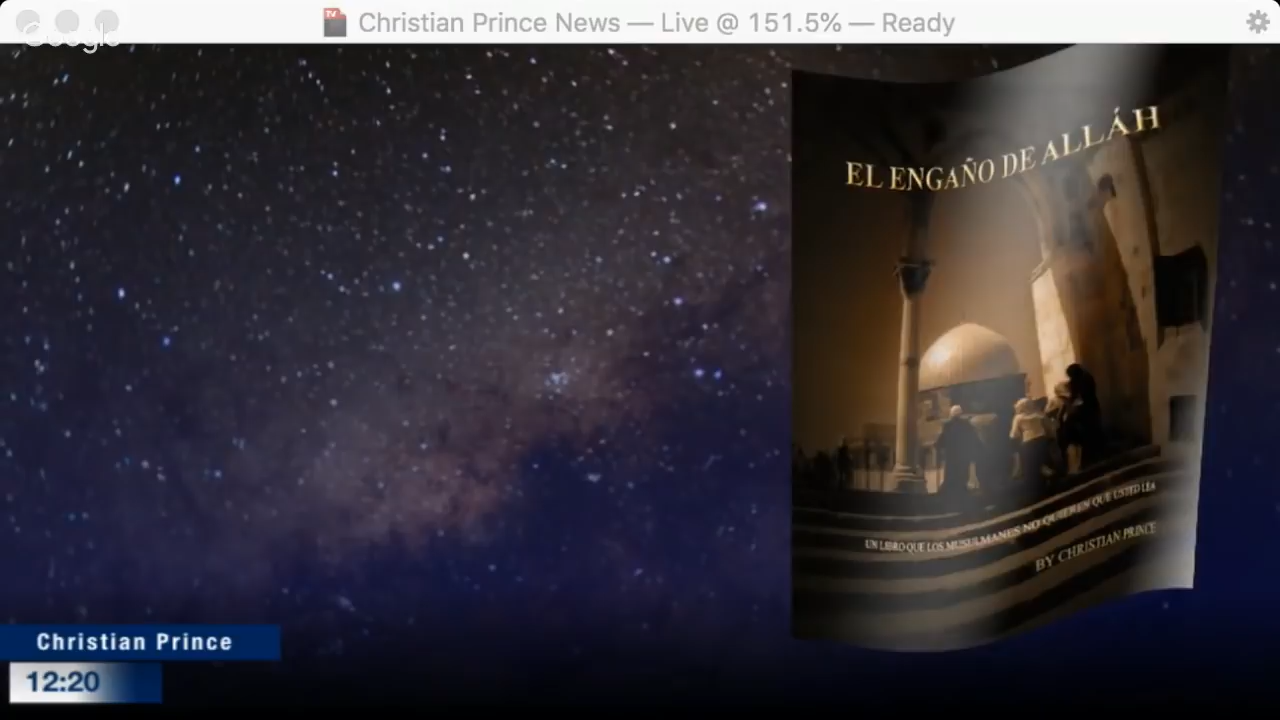 Christian Prince News — Live @ 151.5% — Ready
Google
EL ENGAÑO DE ALLÁH
UN LIBRO QUE LOS MUSULMANES NO QUIEREN QUE USTED LEA
BY CHRISTIAN PRINCE
Christian Prince
12:20